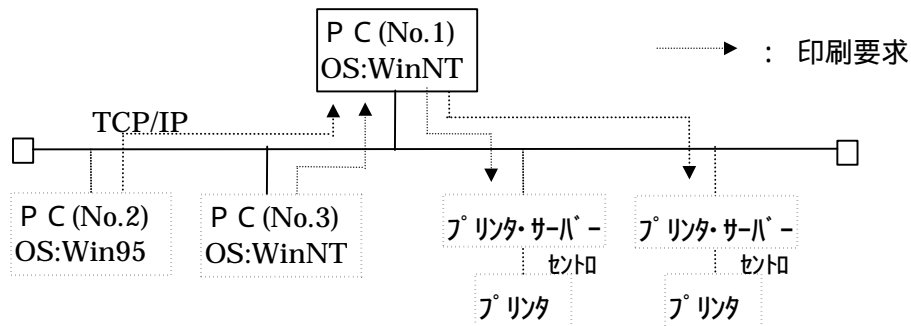 ＰＣ(No.1)
OS:WinNT
： 印刷要求
TCP/IP
ＰＣ(No.2)
OS:Win95
ＰＣ(No.3)
OS:WinNT
ﾌﾟﾘﾝﾀ・ｻｰﾊﾞｰ
ｾﾝﾄﾛ
ﾌﾟﾘﾝﾀ
ﾌﾟﾘﾝﾀ・ｻｰﾊﾞｰ
ｾﾝﾄﾛ
ﾌﾟﾘﾝﾀ